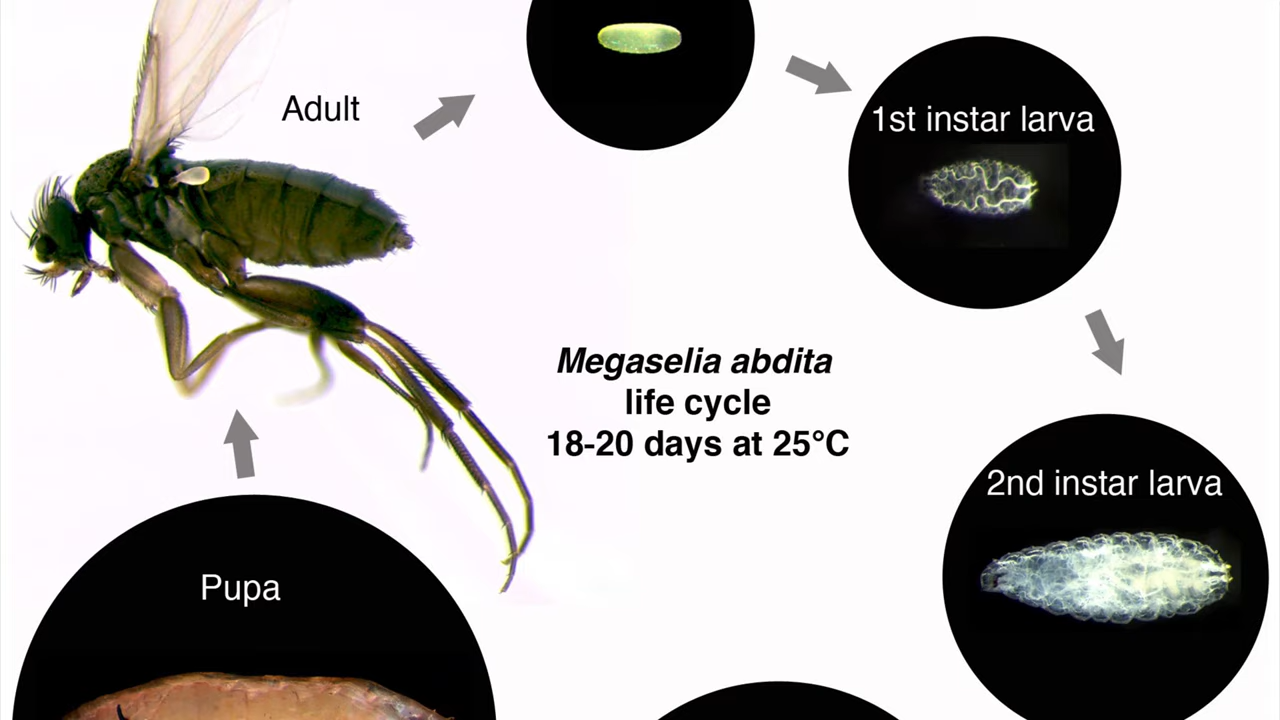 Adult
1st instar larva
Megaselia abdita
life cycle
18-20 days at 25°C
2nd instar larva
Pupa